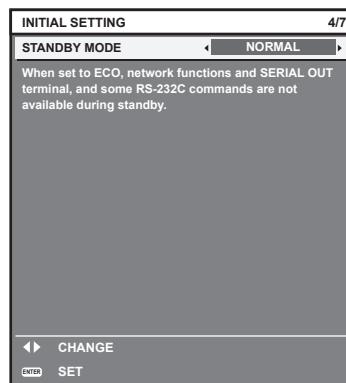 INITIAL SETTING 4/7
STANDBY MODE NORMAL
When set to ECO, network functions and SERIAL OUT
terminal, and some RS-232C commands are not
available during standby.
CHANGE
ENTER SET